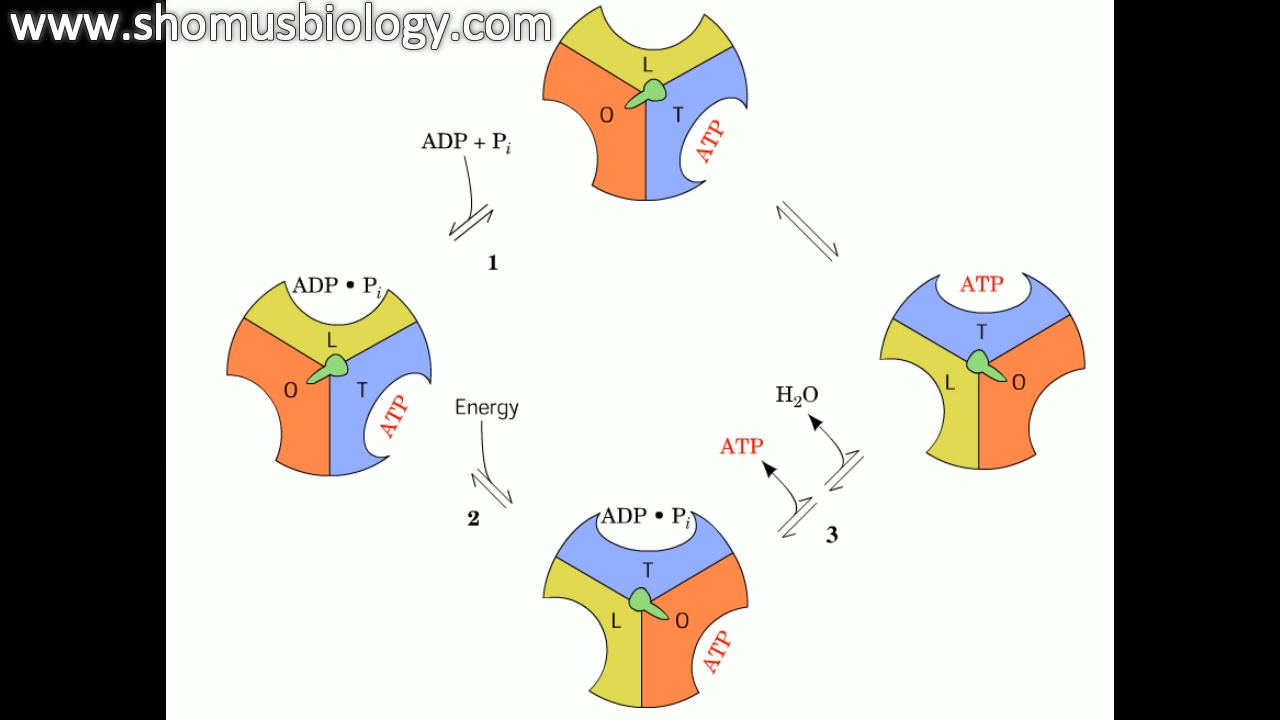 www.shomusbiology.com
L
O
T
ATP
ADP + Pi
1
ADP • Pi
L
O
T
ATP
Energy
2
ATP
T
L
O
H2O
ATP
3
ADP • Pi
T
L
O
ATP